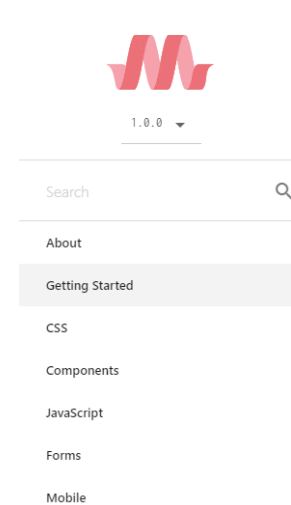 1.0.0
Search
About
Getting Started
CSS
Components
JavaScript
Forms
Mobile